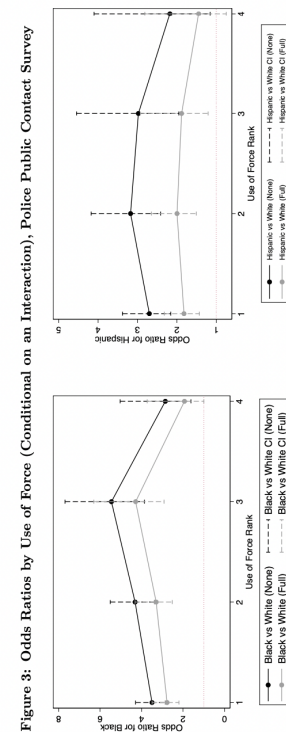 Figure 3: Odds Ratios by Use of Force (Conditional on an Interaction), Police Public Contact Survey
Odds Ratio for Black
0
2
4
6
8
1
2
3
4
Use of Force Rank
Black vs White (None)
Black vs White CI (None)
Black vs White (Full)
Black vs White CI (Full)
Odds Ratio for Hispanic
1
2
3
4
5
1
2
3
4
Use of Force Rank
Hispanic vs White (None)
Hispanic vs White CI (None)
Hispanic vs White (Full)
Hispanic vs White CI (Full)